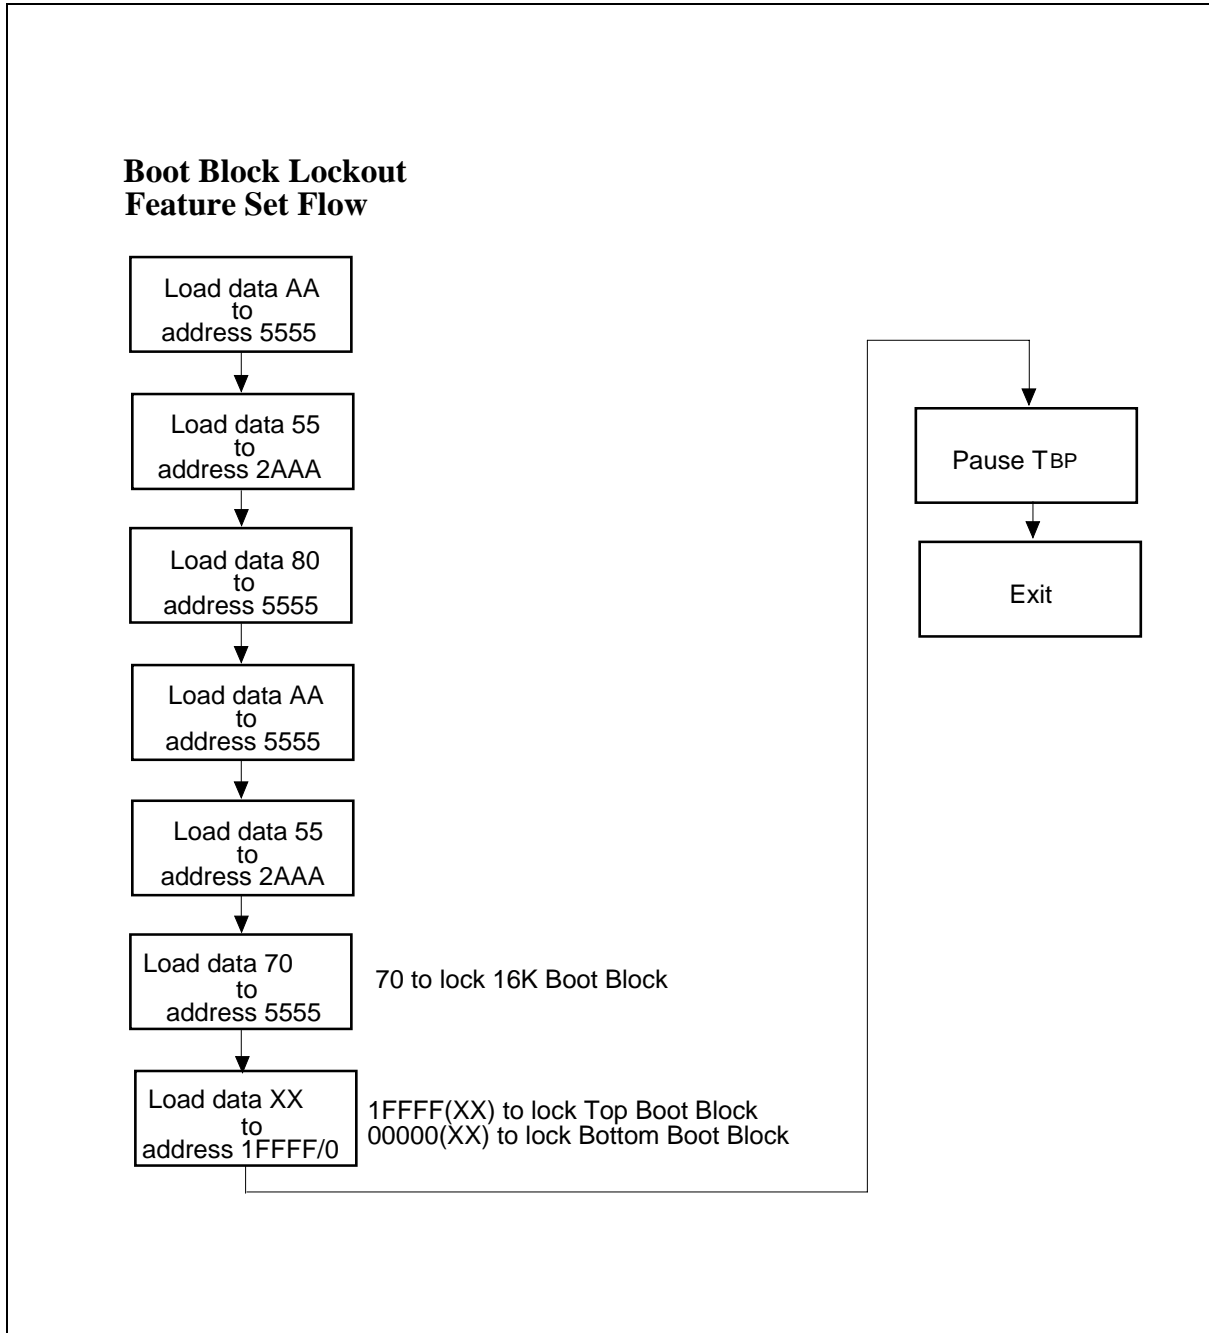 Boot Block Lockout
Feature Set Flow
Load data AA
to
address 5555
Load data 55
to
address 2AAA
Load data 80
to
address 5555
Load data AA
to
address 5555
Load data 55
to
address 2AAA
Load data 70
to
address 5555
70 to lock 16K Boot Block
Load data XX
to
address 1FFFF/0
1FFFF(XX) to lock Top Boot Block
00000(XX) to lock Bottom Boot Block
Pause TBP
Exit